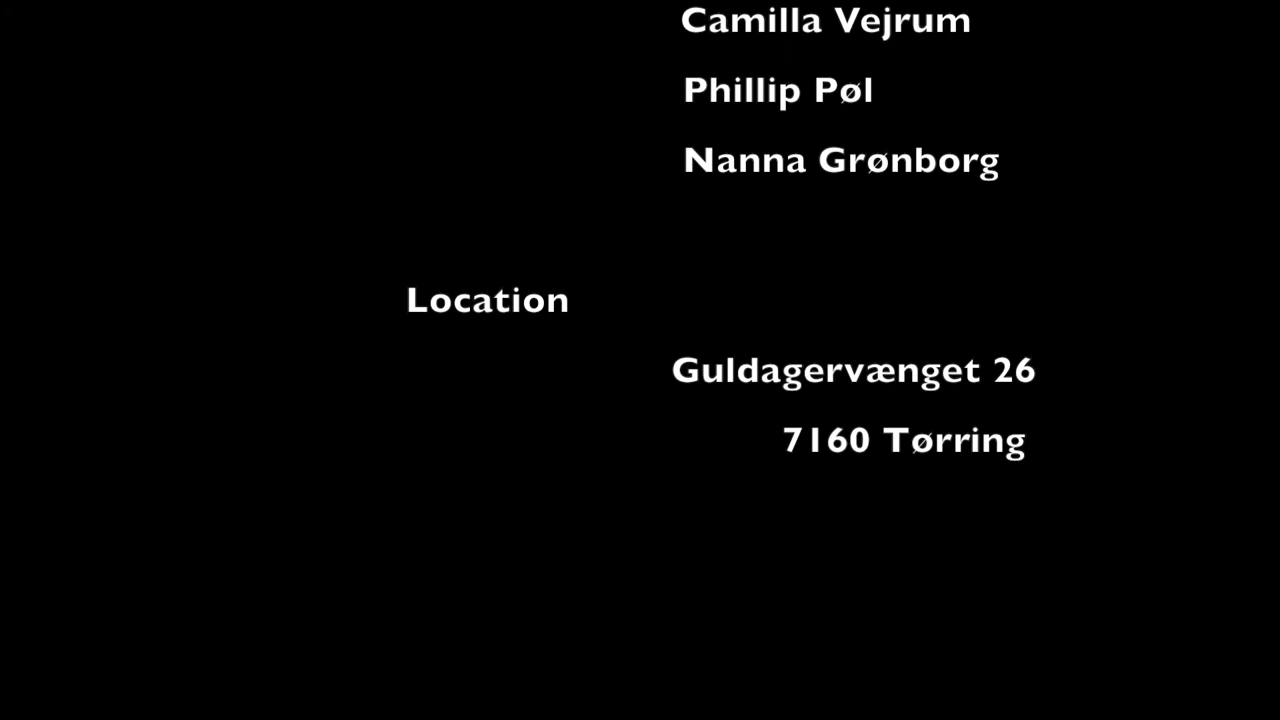 Camilla Vejrum
Phillip Pøl
Nanna Grønborg
Location
Guldagervænget 26
7160 Tørring